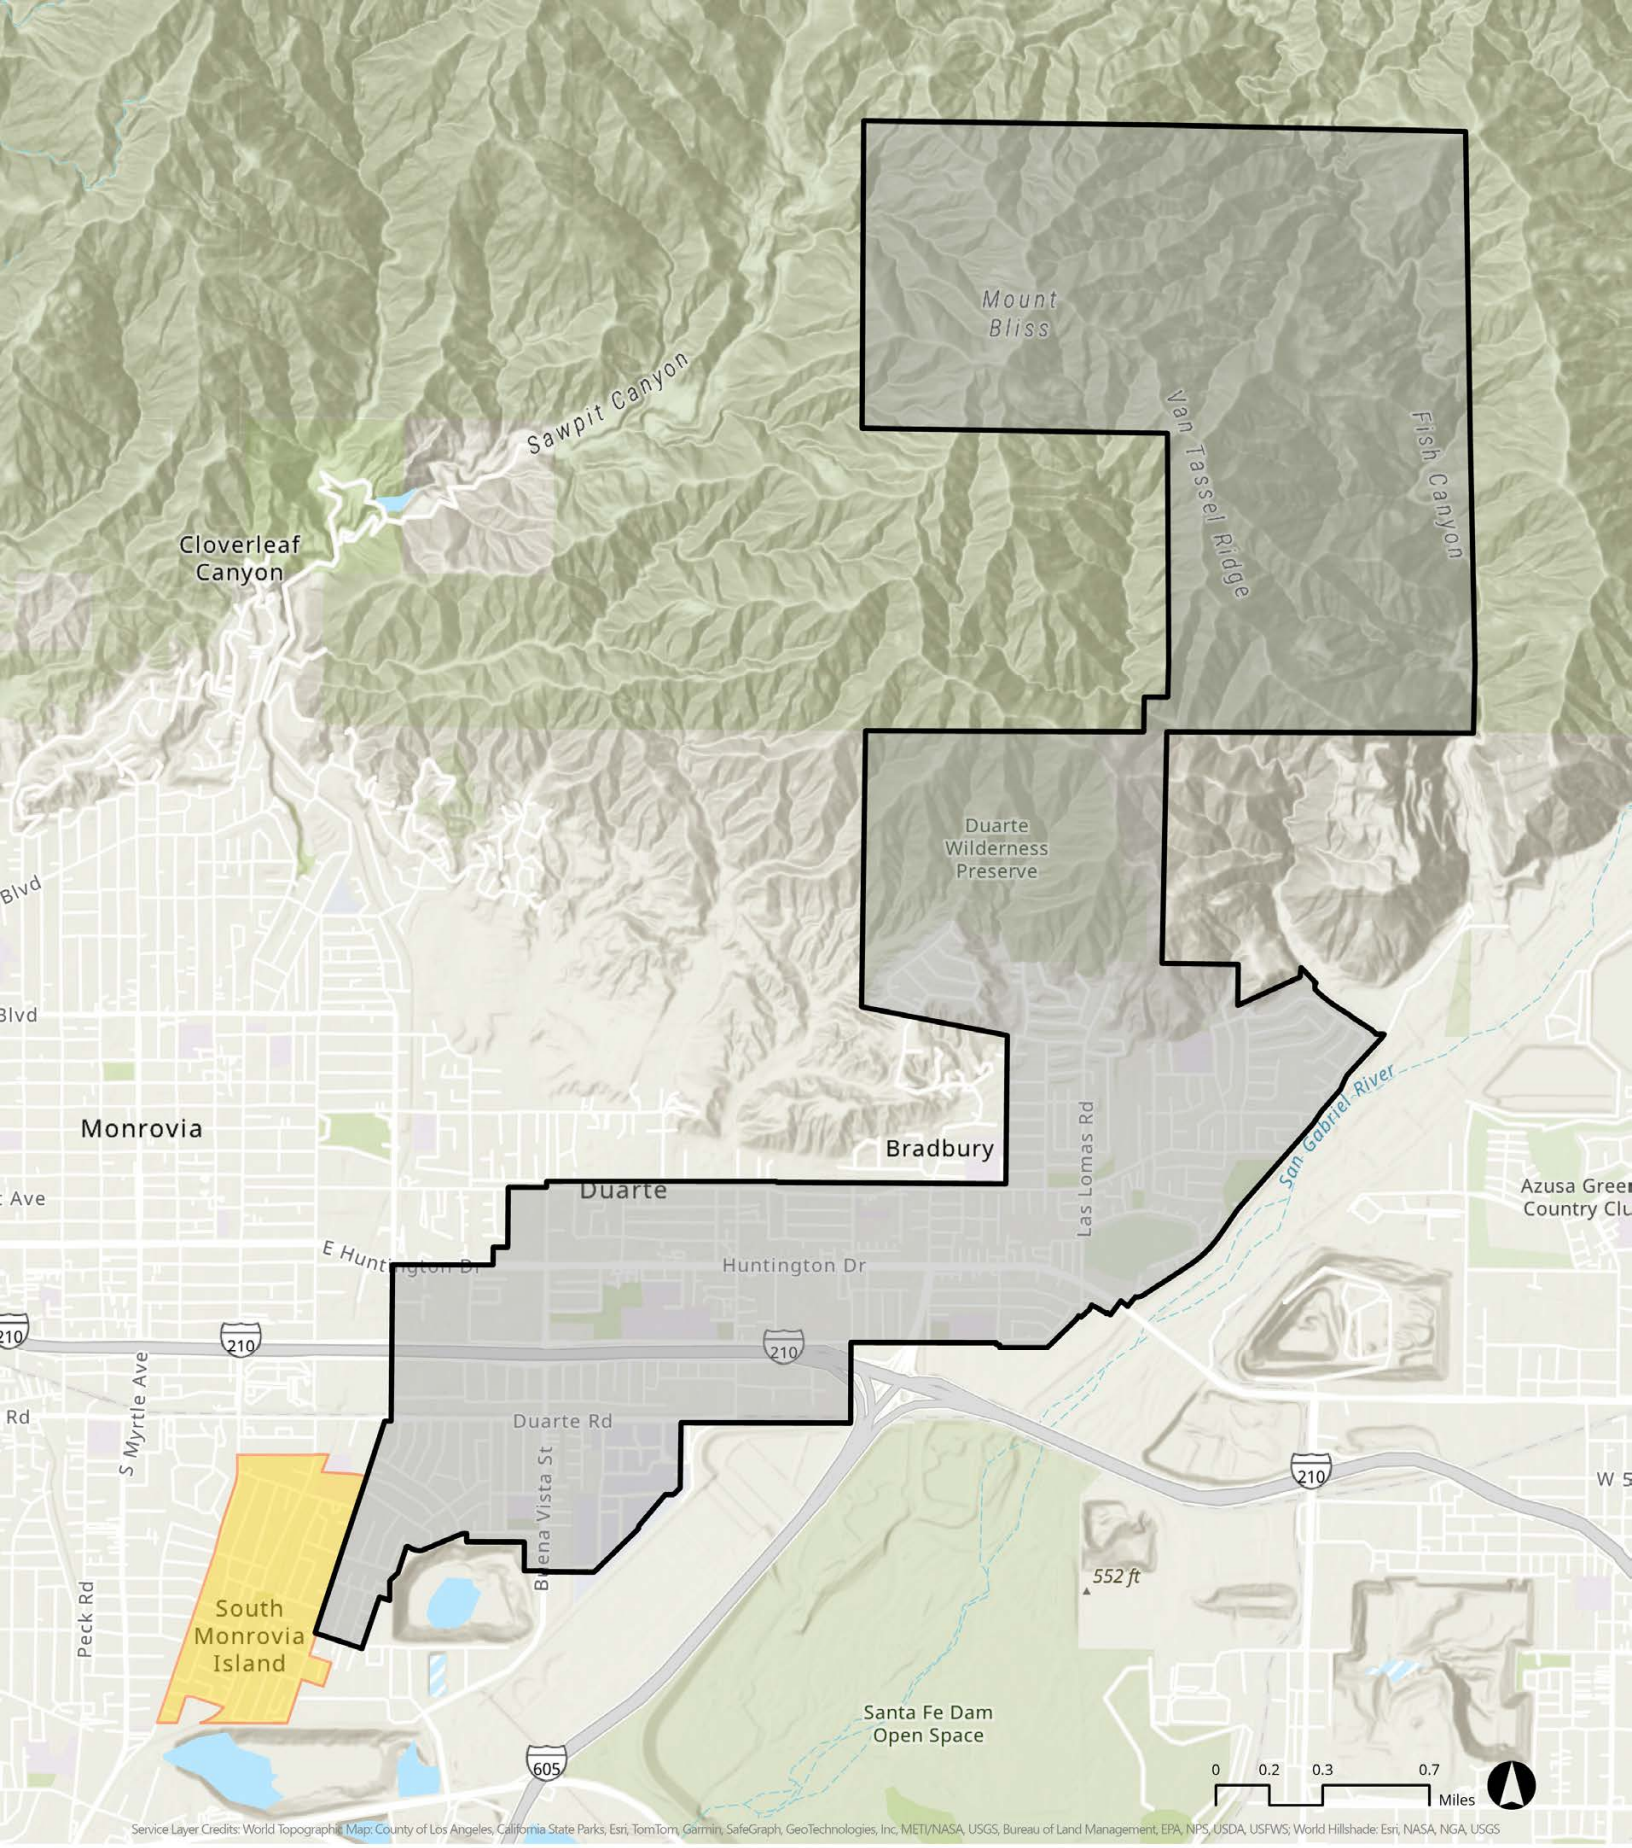 Mount
Bliss
Sawpit Canyon
Van Tassel Ridge
Fish Canyon
Cloverleaf
Canyon
Duarte
Wilderness
Preserve
Blvd
Blvd
San Gabriel River
Monrovia
Bradbury
Las Lomas Rd
Ave
Duarte
Azusa Green
Country Clu
E Huntington Dr
Huntington Dr
210
210
210
S Myrtle Ave
Rd
Duarte Rd
Buena Vista St
210
W 5
552 ft
Peck Rd
South
Monrovia
Island
Santa Fe Dam
Open Space
605
0 0.2 0.3 0.7
Miles
Service Layer Credits: World Topographic Map: County of Los Angeles, California State Parks, Esri, TomTom, Garmin, SafeGraph, GeoTechnologies, Inc, METI/NASA, USGS, Bureau of Land Management, EPA, NPS, USDA, USFWS; World Hillshade: Esri, NASA, NGA, USGS